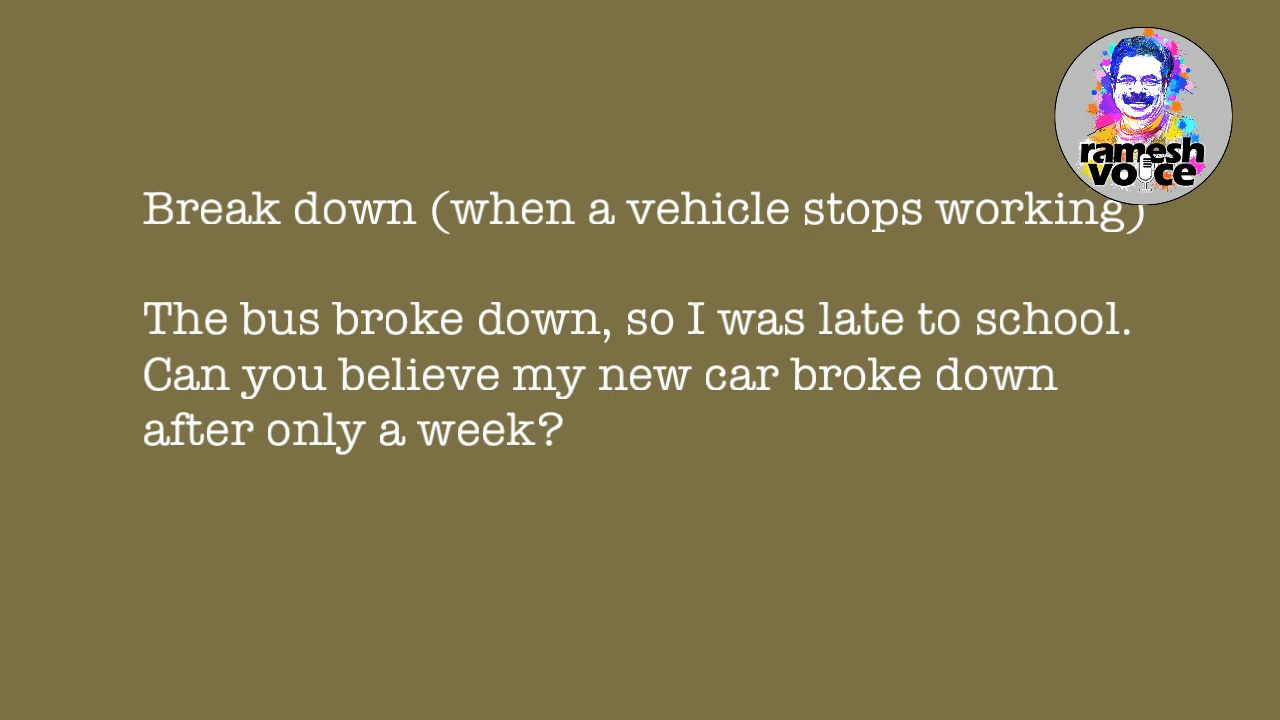 ramesh
voice
Break down (when a vehicle stops working)
The bus broke down, so I was late to school.
Can you believe my new car broke down
after only a week?